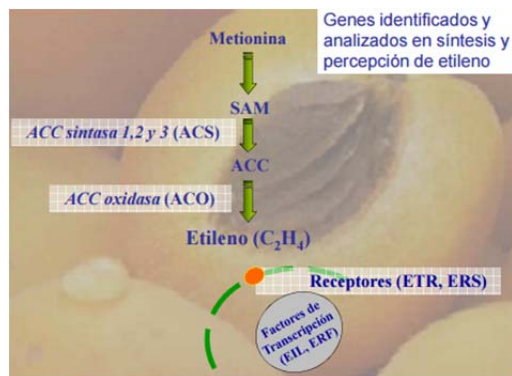 Genes identificados y
analizados en síntesis y
percepción de etileno
Metionina
SAM
ACC sintasa 1,2 y 3 (ACS)
ACC
ACC oxidasa (ACO)
Etileno (C₂H₄)
Receptores (ETR, ERS)
Factores de
Transcripción
(EIL, ERF)